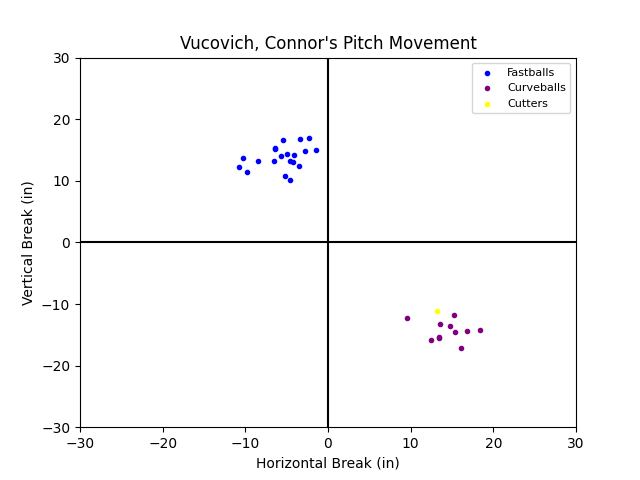 Vucovich, Connor's Pitch Movement
Fastballs
Curveballs
Cutters
30
20
10
0
−10
−20
−30
Vertical Break (in)
−30
−20
−10
0
10
20
30
Horizontal Break (in)